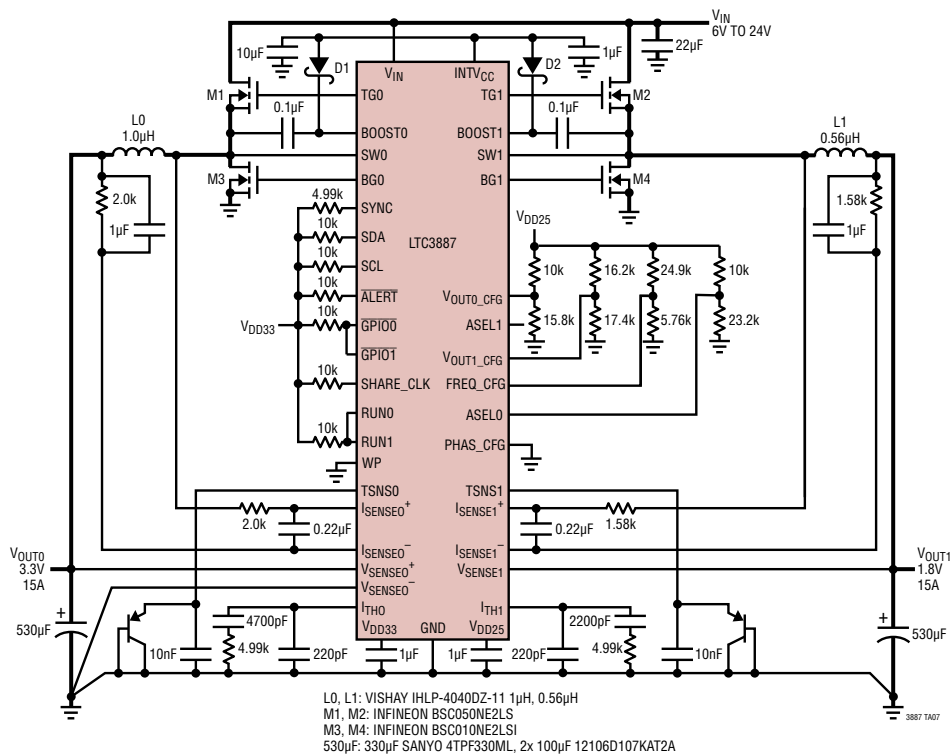 VIN
6V TO 24V
10µF
D1
VIN
INTVCC
1µF
D2
22µF
M1
TG0
TG1
M2
0.1µF
0.1µF
L0
1.0µH
BOOST0
BOOST1
L1
0.56µH
SW0
SW1
M3
BG0
BG1
M4
2.0k
1µF
4.99k
SYNC
1.58k
1µF
10k
SDA
LTC3887
VDD25
10k
SCL
10k
16.2k
24.9k
10k
10k
ALERT
VOUT0_CFG
VDD33
10k
GPIO0
ASEL1
15.8k
17.4k
5.76k
23.2k
GPIO1
VOUT1_CFG
10k
SHARE_CLK
FREQ_CFG
RUN0
ASEL0
10k
RUN1
PHAS_CFG
WP
TSNS0
TSNS1
2.0k
ISENSE0+
ISENSE1+
1.58k
0.22µF
0.22µF
ISENSE0−
ISENSE1−
VOUT0
3.3V
15A
VSENSE0+
VSENSE1
VOUT1
1.8V
15A
VSENSE0−
ITH0
ITH1
+
530µF
4700pF
2200pF
+
530µF
VDD33
GND
VDD25
10nF
4.99k
220pF
1µF
1µF
220pF
4.99k
10nF
L0, L1: VISHAY IHLP-4040DZ-11 1µH, 0.56µH
M1, M2: INFINEON BSC050NE2LS
M3, M4: INFINEON BSC010NE2LSI
530µF: 330µF SANYO 4TPF330ML, 2x 100µF 12106D107KAT2A
3887 TA07